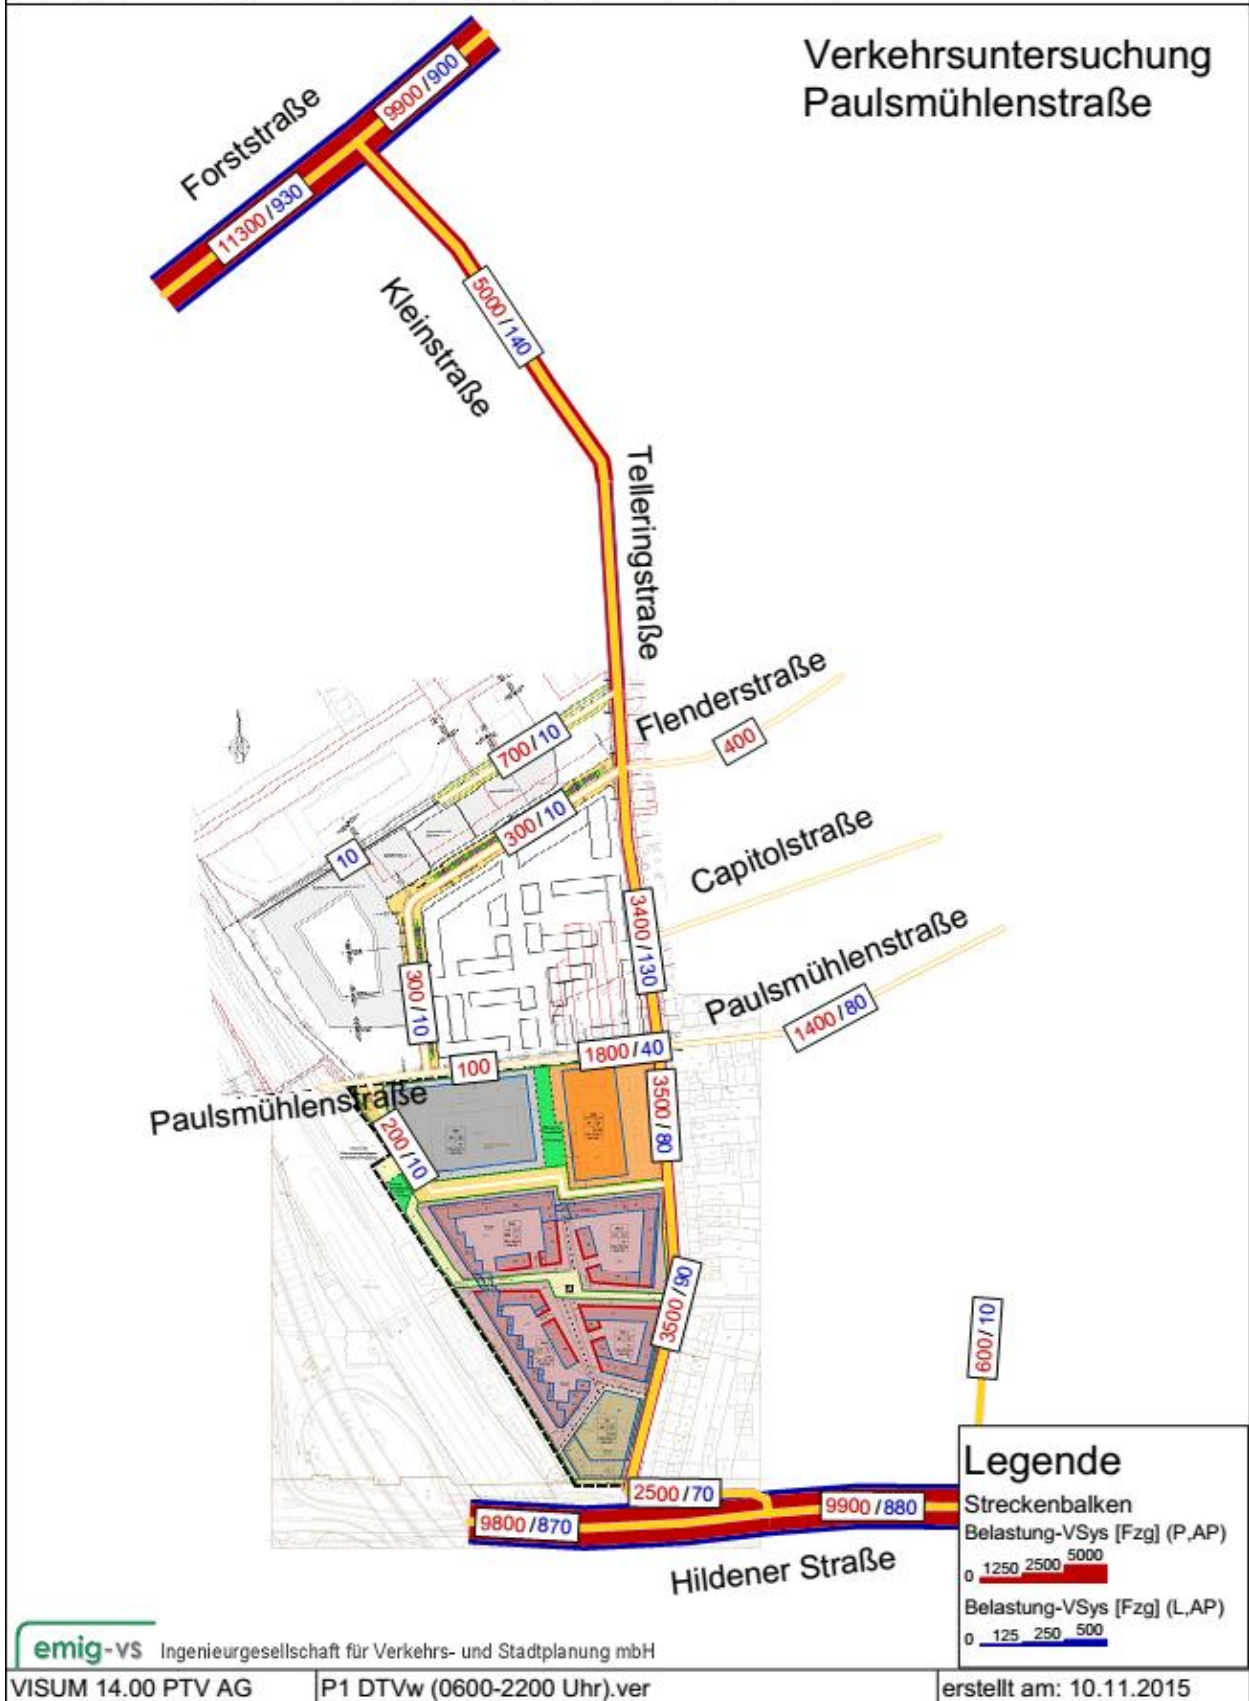 Verkehrsuntersuchung
Paulsmühlenstraße
9900/900
Forststraße
11300/930
Kleinstraße
5000/140
Telleringstraße
Flenderstraße
700/10
400
300/10
10
Capitolstraße
3400/130
Paulsmühlenstraße
300/10
1400/80
1800/40
100
3500/80
Paulsmühlenstraße
200/10
3500/90
600/10
2500/70
9900/880
9800/870
Hildener Straße
Legende
Streckenbalken
Belastung-VSys [Fzg] (P,AP)
0 1250 2500 5000
Belastung-VSys [Fzg] (L,AP)
0 125 250 500
emig-vs Ingenieurgesellschaft für Verkehrs- und Stadtplanung mbH
VISUM 14.00 PTV AG
P1 DTVw (0600-2200 Uhr).ver
erstellt am: 10.11.2015